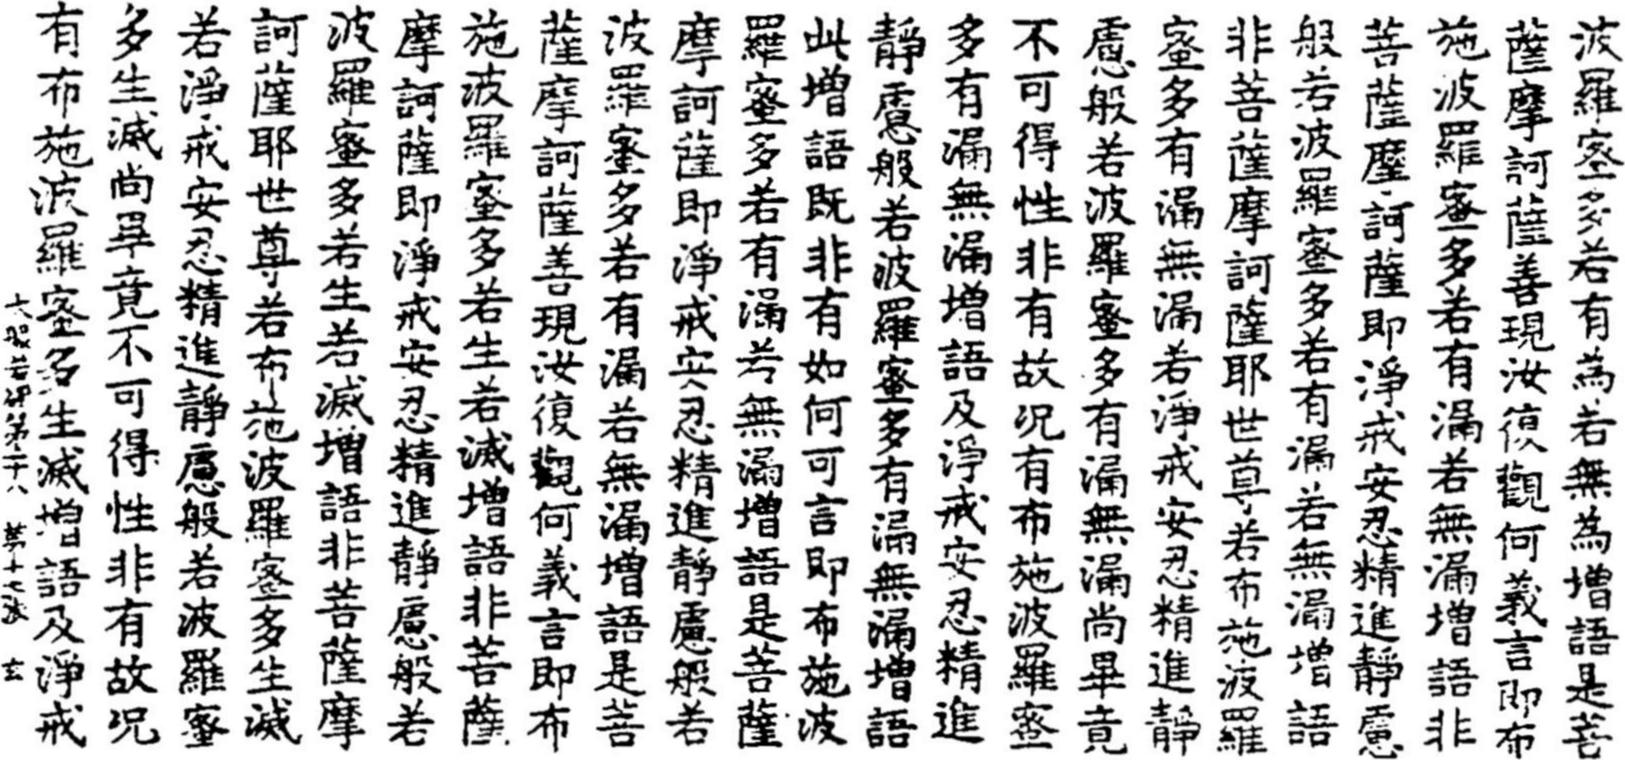 波羅蜜多若有為若無為增語是菩
薩摩訶薩善現汝復觀何義言即布
施波羅蜜多若有漏若無漏增語非
菩薩摩訶薩即淨戒安忍精進靜慮
般若波羅蜜多若有漏若無漏增語
非菩薩摩訶薩耶世尊若布施波羅
蜜多有漏無漏若淨戒安忍精進靜
慮般若波羅蜜多有漏無漏尚畢竟
不可得性非有故况有布施波羅蜜
多有漏無漏增語及淨戒安忍精進
靜慮般若波羅蜜多有漏無漏增語
此增語既非有如何可言即布施波
羅蜜多若有漏若無漏增語是菩薩
摩訶薩即淨戒安忍精進靜慮般若
波羅蜜多若有漏若無漏增語是菩
薩摩訶薩善現汝復觀何義言即布
施波羅蜜多若生若滅增語非菩薩
摩訶薩即淨戒安忍精進靜慮般若
波羅蜜多若生若滅增語非菩薩摩
訶薩耶世尊若布施波羅蜜多生滅
若淨戒安忍精進靜慮般若波羅蜜
多生滅尚畢竟不可得性非有故况
有布施波羅蜜多生滅增語及淨戒
大般若經第二十八 第十七張 玄